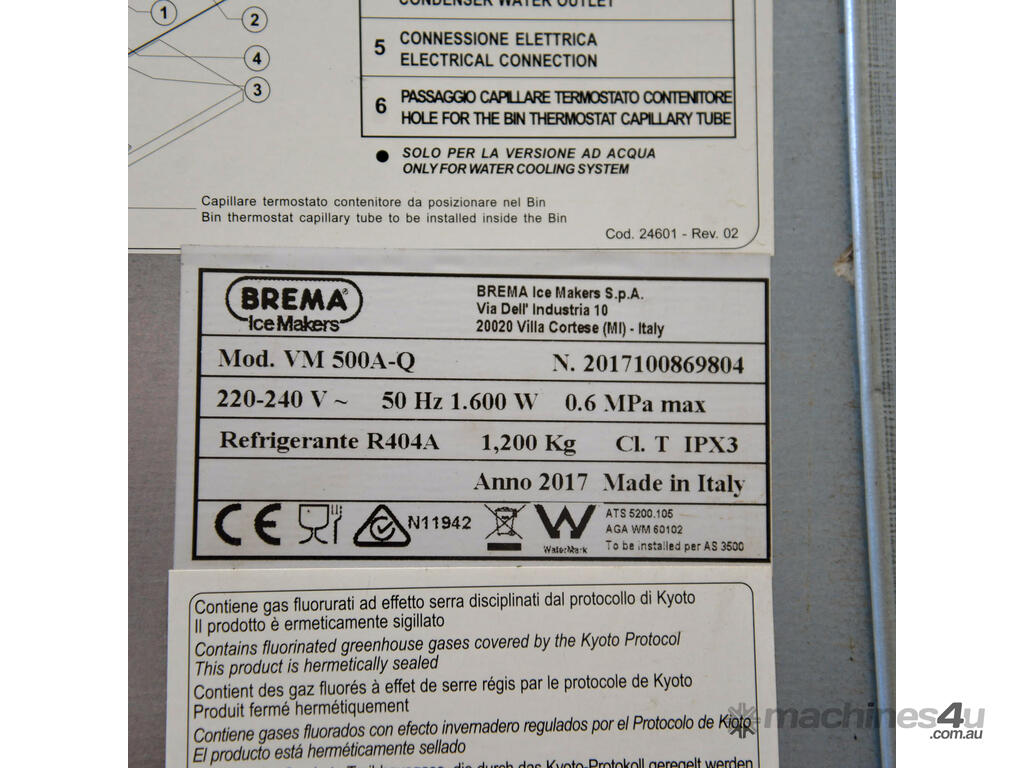 CONDENSER WATER OUTLET
1
2
4
3
5 CONNESSIONE ELETTRICA
ELECTRICAL CONNECTION
6 PASSAGGIO CAPILLARE TERMOSTATO CONTENITORE
HOLE FOR THE BIN THERMOSTAT CAPILLARY TUBE
● SOLO PER LA VERSIONE AD ACQUA
ONLY FOR WATER COOLING SYSTEM
Capillare termostato contenitore da posizionare nel Bin
Bin thermostat capillary tube to be installed inside the Bin
Cod. 24601 - Rev. 02
BREMA®
Ice Makers
BREMA Ice Makers S.p.A.
Via Dell' Industria 10
20020 Villa Cortese (MI) - Italy
Mod. VM 500A-Q N. 2017100869804
220-240 V ~ 50 Hz 1.600 W 0.6 MPa max
Refrigerante R404A 1,200 Kg Cl. T IPX3
Anno 2017 Made in Italy
CE N11942
WaterMark
ATS 5200.105
AGA WM 60102
To be installed per AS 3500
Contiene gas fluorurati ad effetto serra disciplinati dal protocollo di Kyoto
Il prodotto è ermeticamente sigillato
Contains fluorinated greenhouse gases covered by the Kyoto Protocol
This product is hermetically sealed
Contient des gaz fluorés à effet de serre régis par le protocole de Kyoto
Produit fermé hermétiquement
Contiene gases fluorados con efecto invernadero regulados por el Protocolo de Kioto
El producto está herméticamente sellado
die durch das Kyoto-Protokoll geregelt werden
machines4u
.com.au